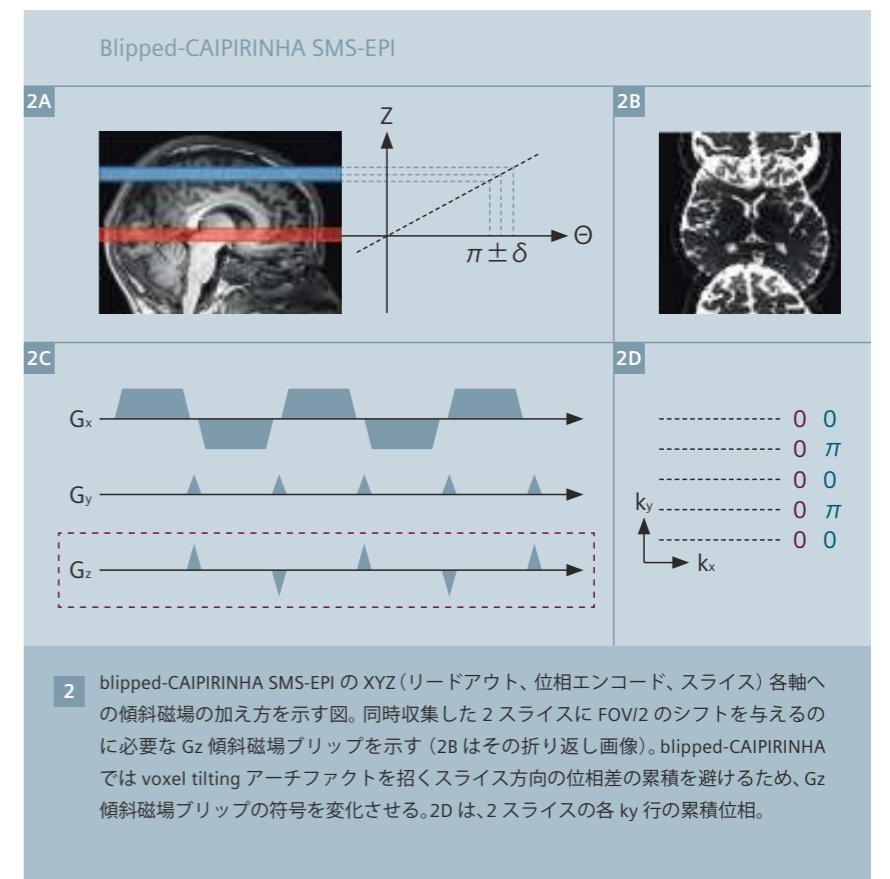 Blipped-CAIPIRINHA SMS-EPI
2A
Z
Θ
π ± δ
2B
2C
Gx
Gy
Gz
2D
0 0
0 π
0 0
0 π
0 0
ky
kx
2
blipped-CAIPIRINHA SMS-EPI の XYZ（リードアウト、位相エンコード、スライス）各軸へ
の傾斜磁場の加え方を示す図。同時収集した 2 スライスに FOV/2 のシフトを与えるの
に必要な Gz 傾斜磁場ブリップを示す（2B はその折り返し画像）。blipped-CAIPIRINHA
では voxel tilting アーチファクトを招くスライス方向の位相差の累積を避けるため、Gz
傾斜磁場ブリップの符号を変化させる。2D は、2 スライスの各 ky 行の累積位相。